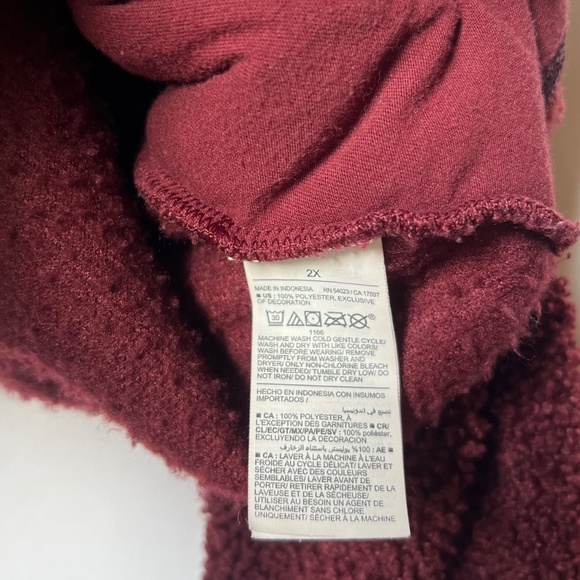 2X
MADE IN INDONESIA RN 54023 / CA 17897
■ US : 100% POLYESTER, EXCLUSIVE
OF DECORATION
30
1166
MACHINE WASH COLD GENTLE CYCLE/
WASH AND DRY WITH LIKE COLORS/
WASH BEFORE WEARING/ REMOVE
PROMPTLY FROM WASHER AND
DRYER/ ONLY NON-CHLORINE BLEACH
WHEN NEEDED/ TUMBLE DRY LOW/ DO
NOT IRON/ DO NOT DRY CLEAN
HECHO EN INDONESIA CON INSUMOS
IMPORTADOS /
صنع في اندونيسيا
■ CA : 100% POLYESTER, À
L'EXCEPTION DES GARNITURES ■ CR/
CL/EC/GT/MX/PA/PE/SV : 100% poliéster,
EXCLUYENDO LA DECORACION
■ AE : 100% بوليستر باستثناء الزخارف
■ CA : LAVER À LA MACHINE À L'EAU
FROIDE AU CYCLE DÉLICAT/ LAVER ET
SÉCHER AVEC DES COULEURS
SEMBLABLES/ LAVER AVANT DE
PORTER/ RETIRER RAPIDEMENT DE LA
LAVEUSE ET DE LA SÉCHEUSE/
UTILISER AU BESOIN UN AGENT DE
BLANCHIMENT SANS CHLORE
UNIQUEMENT/ SÉCHER À LA MACHINE